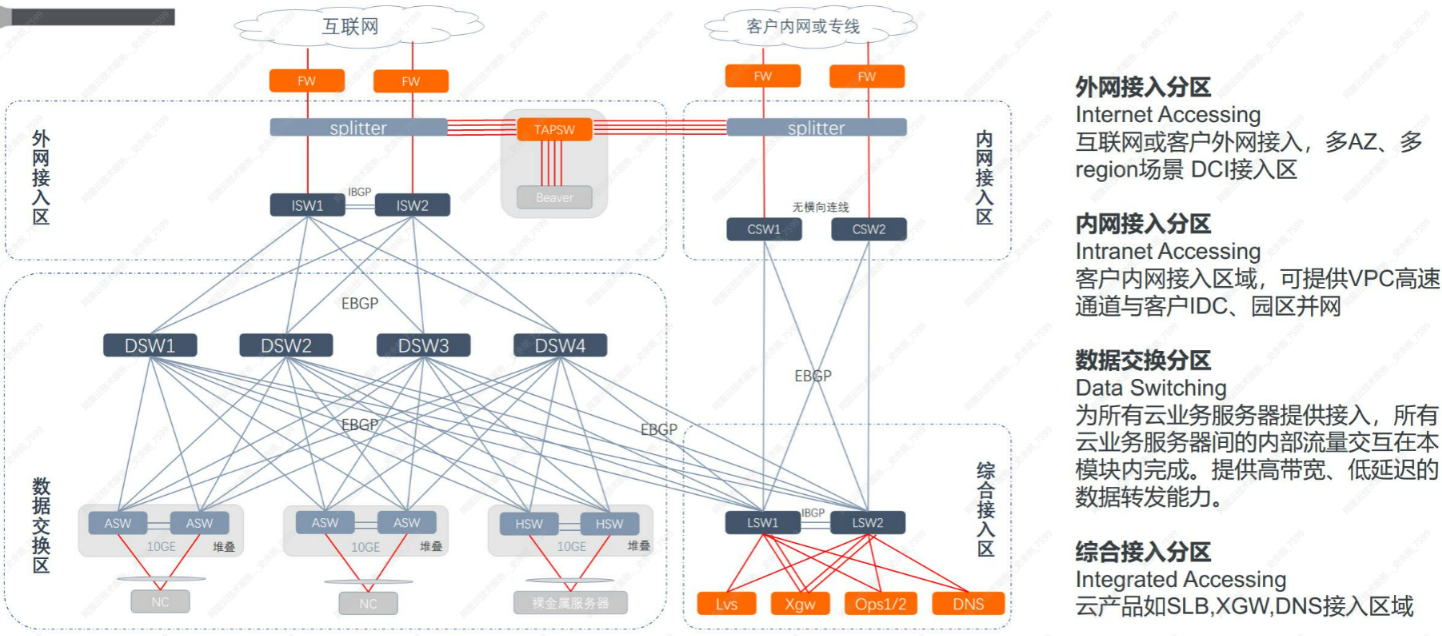 互联网
客户内网或专线
FW
FW
FW
FW
外网接入区
splitter
TAPSW
splitter
内网接入区
Beaver
ISW1
IBGP
ISW2
无横向连线
CSW1
CSW2
EBGP
DSW1
DSW2
DSW3
DSW4
EBGP
EBGP
EBGP
数据交换区
综合接入区
ASW
ASW
10GE
堆叠
ASW
ASW
10GE
堆叠
HSW
HSW
10GE
堆叠
LSW1
IBGP
LSW2
NC
NC
裸金属服务器
Lvs
Xgw
Ops1/2
DNS
外网接入分区
Internet Accessing
互联网或客户外网接入，多AZ、多
region场景 DCI接入区
内网接入分区
Intranet Accessing
客户内网接入区域，可提供VPC高速
通道与客户IDC、园区并网
数据交换分区
Data Switching
为所有云业务服务器提供接入，所有
云业务服务器间的内部流量交互在本
模块内完成。提供高带宽、低延迟的
数据转发能力。
综合接入分区
Integrated Accessing
云产品如SLB,XGW,DNS接入区域